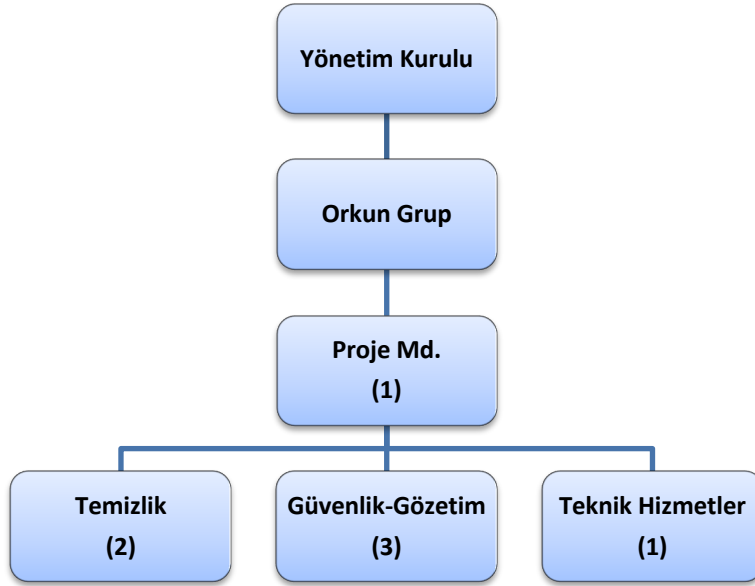 Yönetim Kurulu
Orkun Grup
Proje Md.
(1)
Temizlik
(2)
Güvenlik-Gözetim
(3)
Teknik Hizmetler
(1)